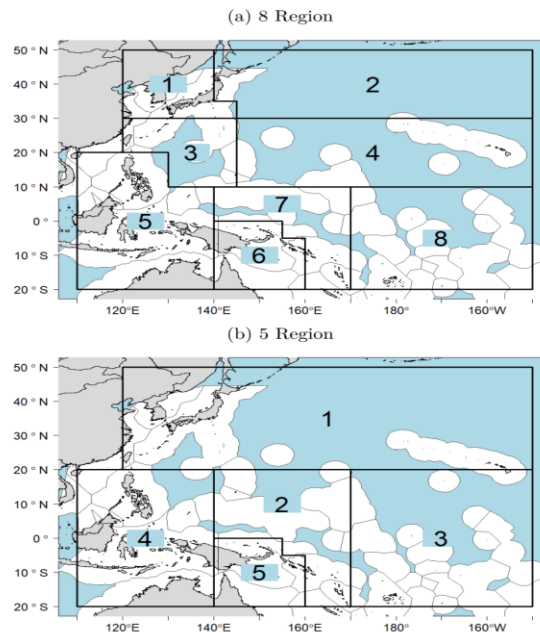 (a) 8 Region
50° N
40° N
30° N
20° N
10° N
0°
10° S
20° S
1
2
3
4
5
7
6
8
120°E
140°E
160°E
180°
160°W
(b) 5 Region
50° N
40° N
30° N
20° N
10° N
0°
10° S
20° S
1
2
4
3
5
120°E
140°E
160°E
180°
160°W